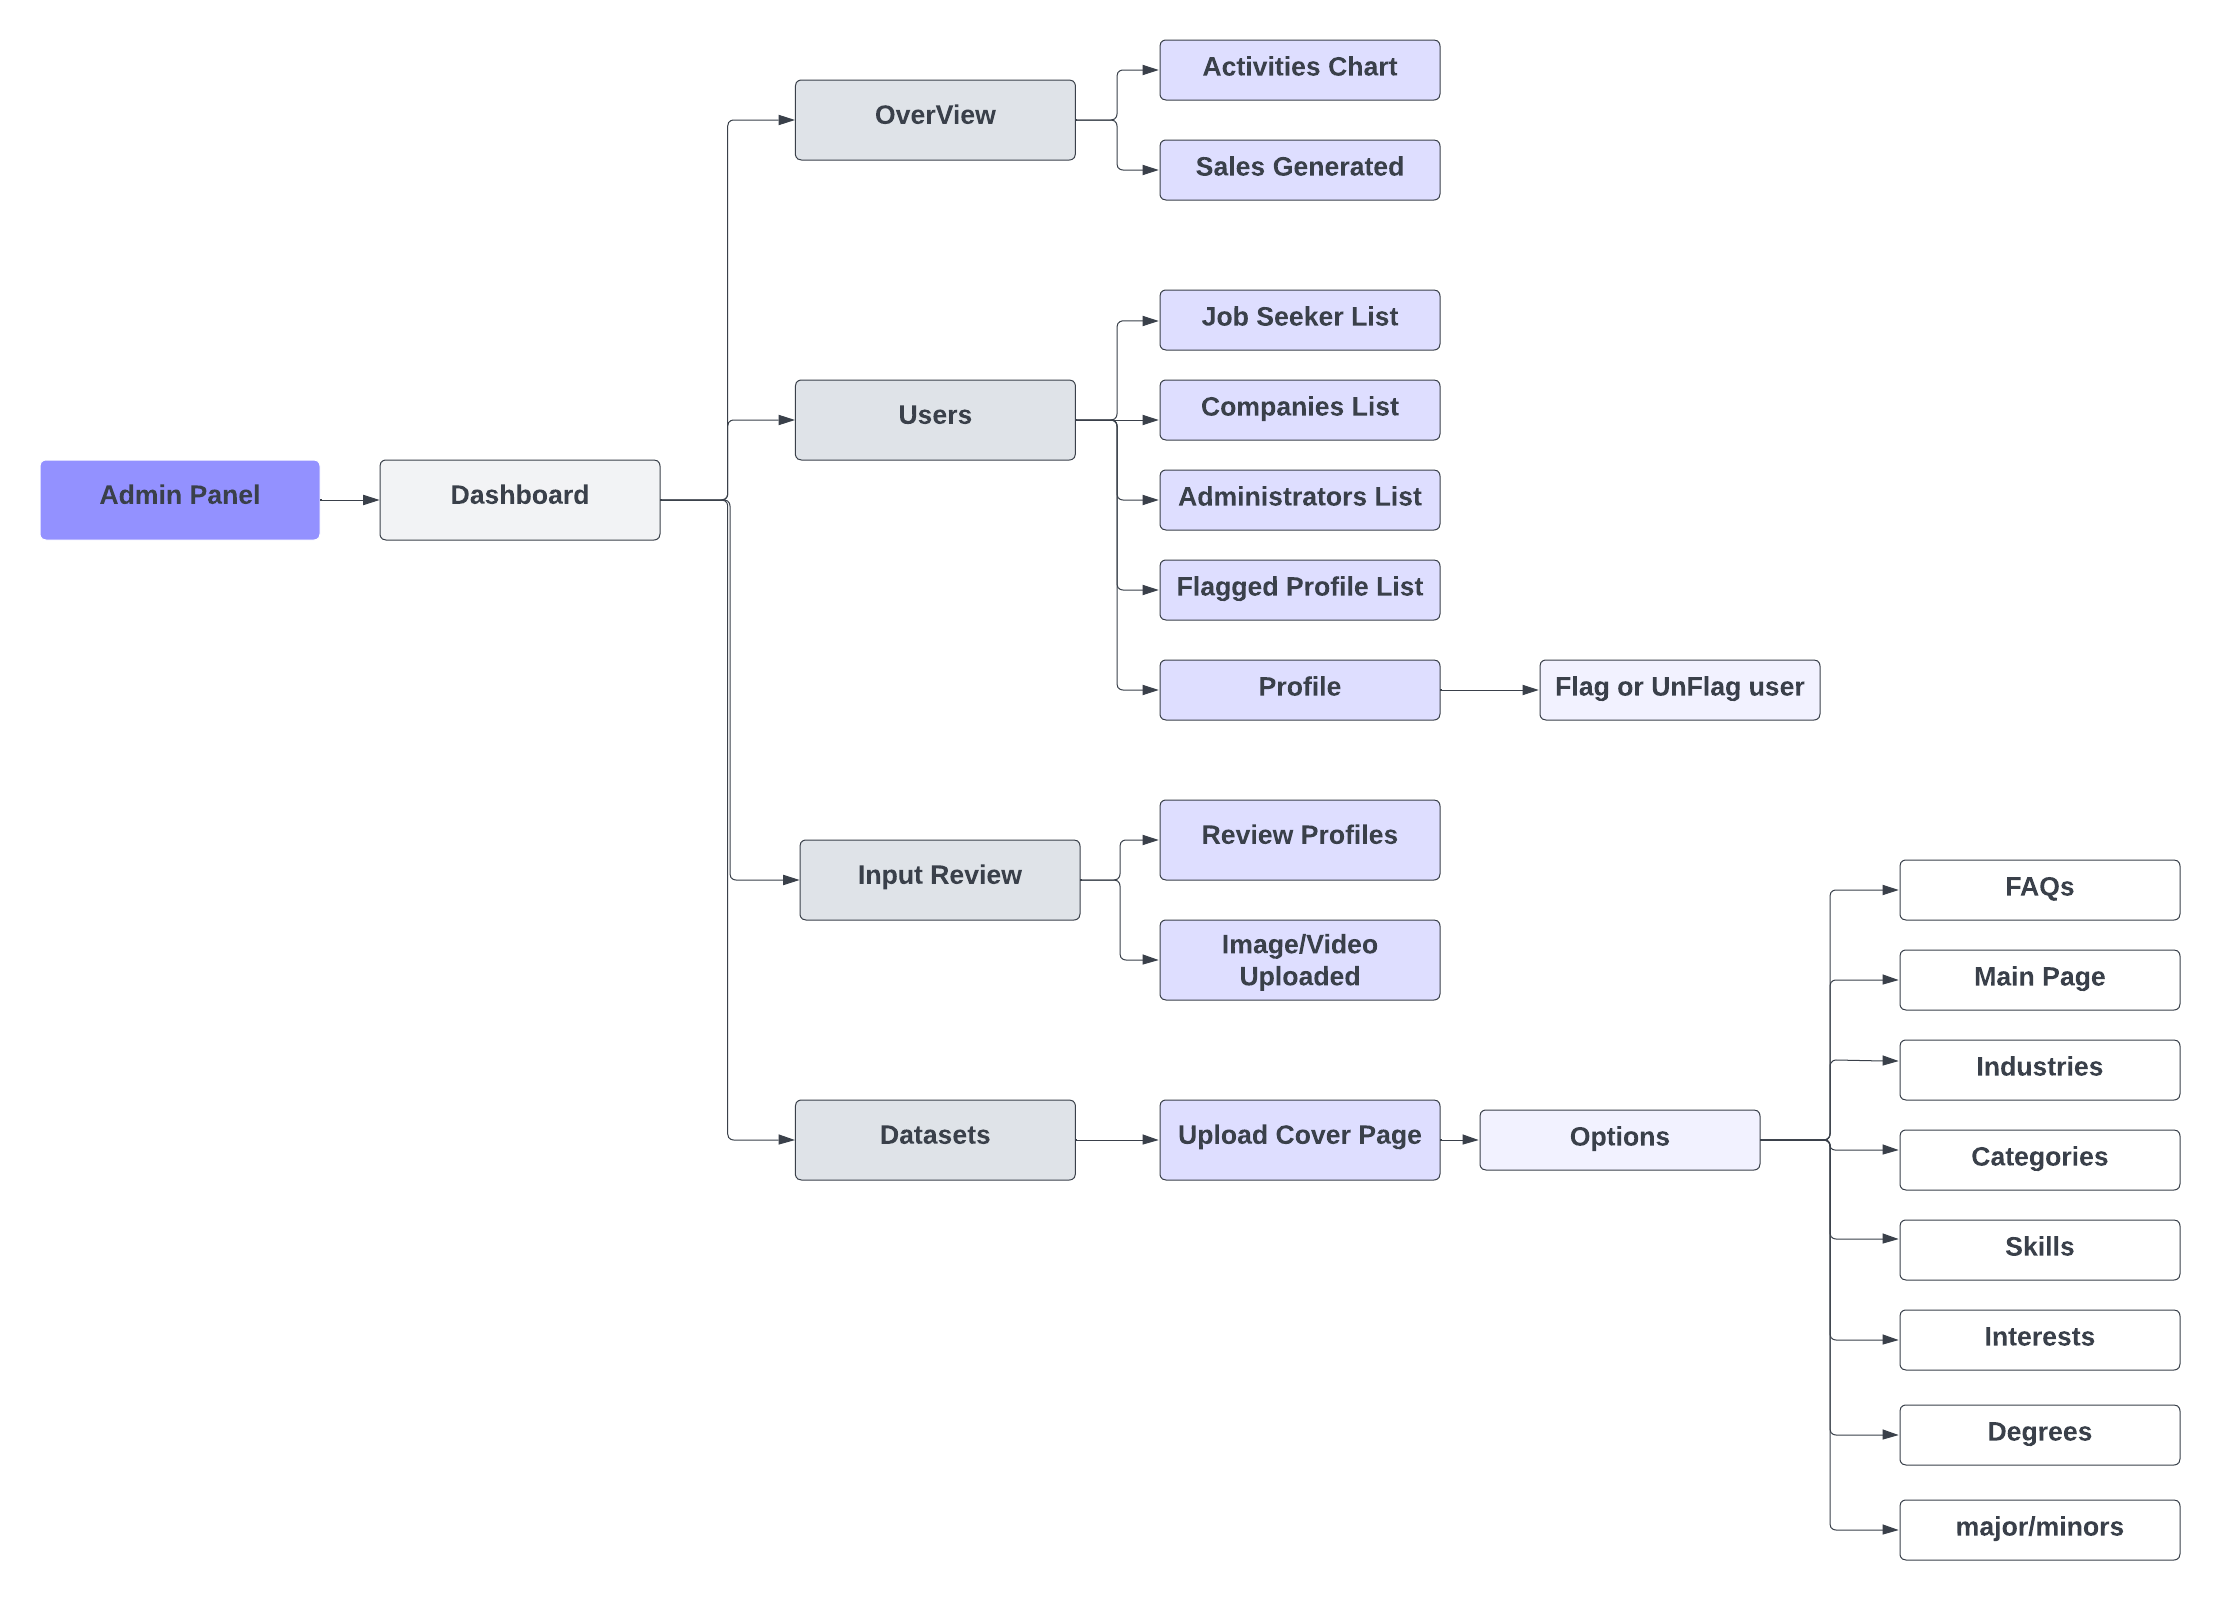 Admin Panel
Dashboard
OverView
Activities Chart
Sales Generated
Users
Job Seeker List
Companies List
Administrators List
Flagged Profile List
Profile
Flag or UnFlag user
Input Review
Review Profiles
Image/Video
Uploaded
Datasets
Upload Cover Page
Options
FAQs
Main Page
Industries
Categories
Skills
Interests
Degrees
major/minors